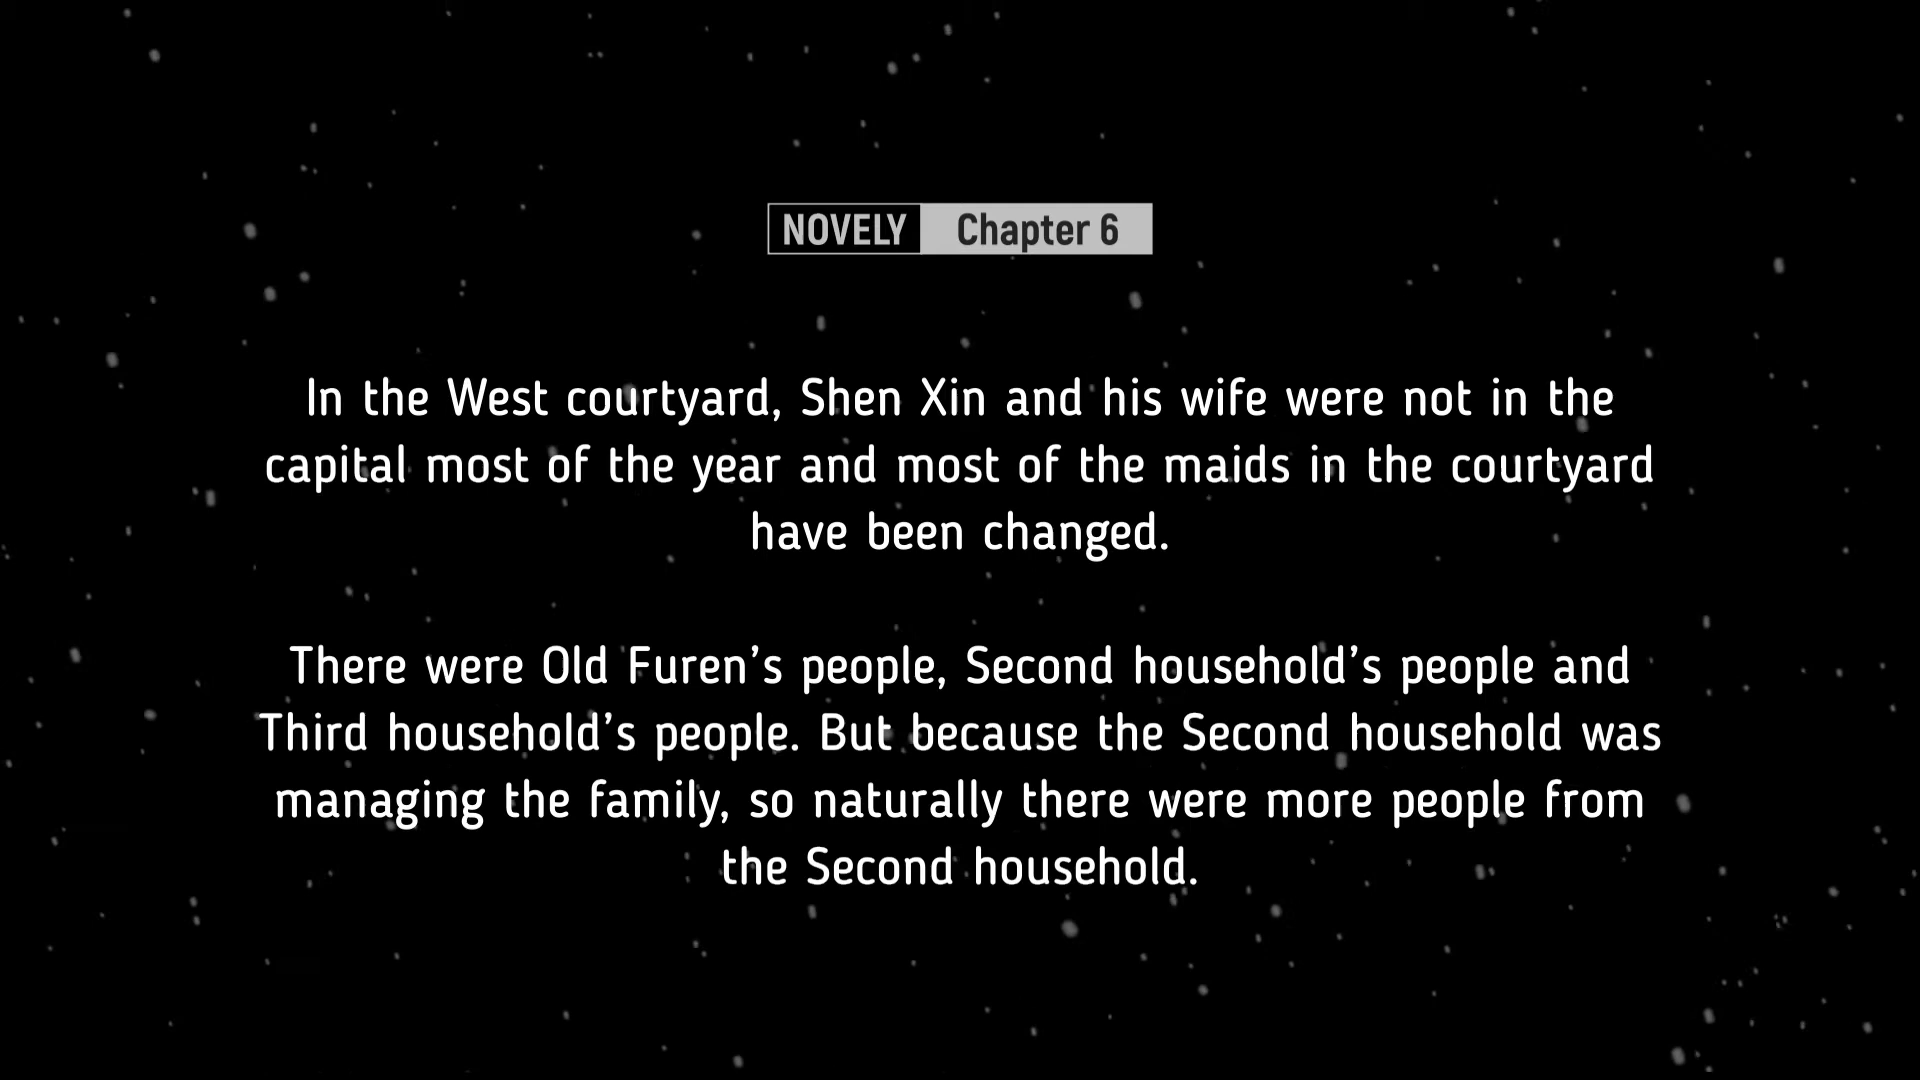 NOVELY Chapter 6
In the West courtyard, Shen Xin and his wife were not in the
capital most of the year and most of the maids in the courtyard
have been changed.
There were Old Furen’s people, Second household’s people and
Third household’s people. But because the Second household was
managing the family, so naturally there were more people from
the Second household.